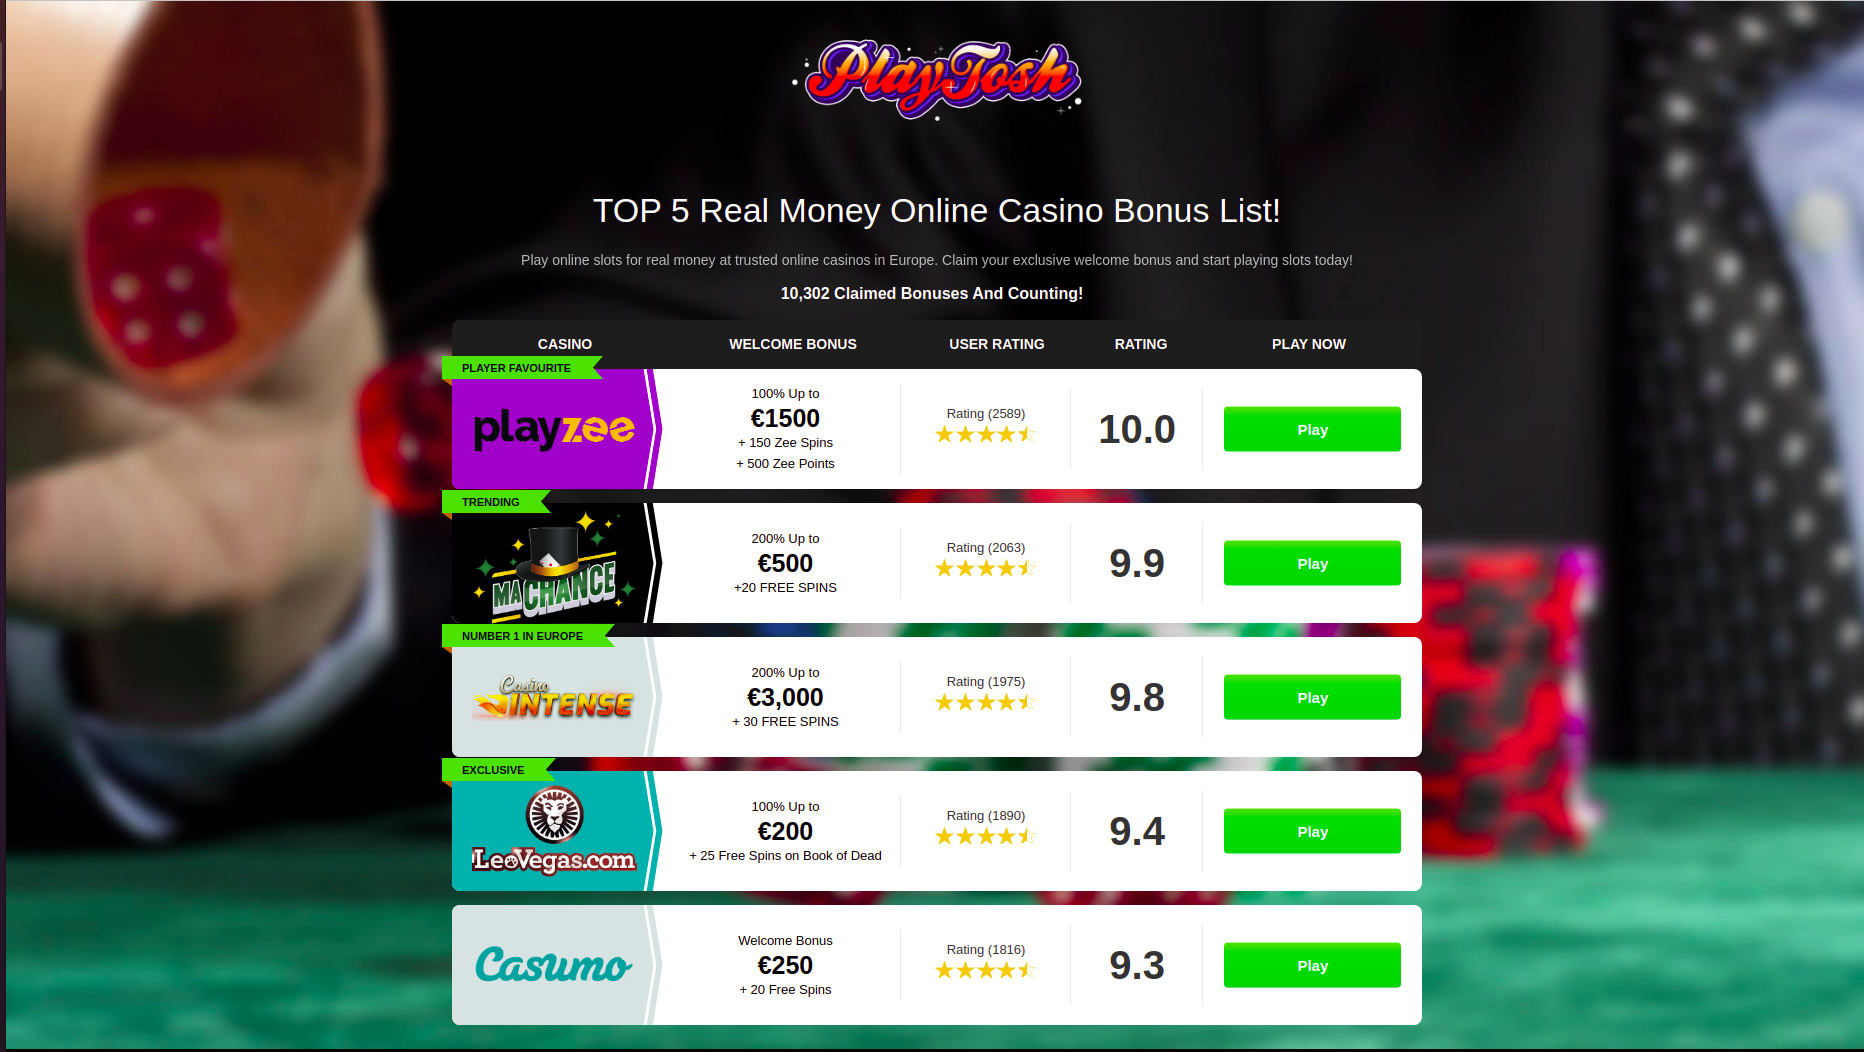 PlayTosh
TOP 5 Real Money Online Casino Bonus List!
Play online slots for real money at trusted online casinos in Europe. Claim your exclusive welcome bonus and start playing slots today!
10,302 Claimed Bonuses And Counting!
CASINO WELCOME BONUS USER RATING RATING PLAY NOW
PLAYER FAVOURITE
playzee
100% Up to
€1500
+ 150 Zee Spins
+ 500 Zee Points
Rating (2589)
10.0
Play
TRENDING
MA CHANCE
200% Up to
€500
+20 FREE SPINS
Rating (2063)
9.9
Play
NUMBER 1 IN EUROPE
Casino
INTENSE
200% Up to
€3,000
+ 30 FREE SPINS
Rating (1975)
9.8
Play
EXCLUSIVE
LeoVegas.com
100% Up to
€200
+ 25 Free Spins on Book of Dead
Rating (1890)
9.4
Play
Casumo
Welcome Bonus
€250
+ 20 Free Spins
Rating (1816)
9.3
Play